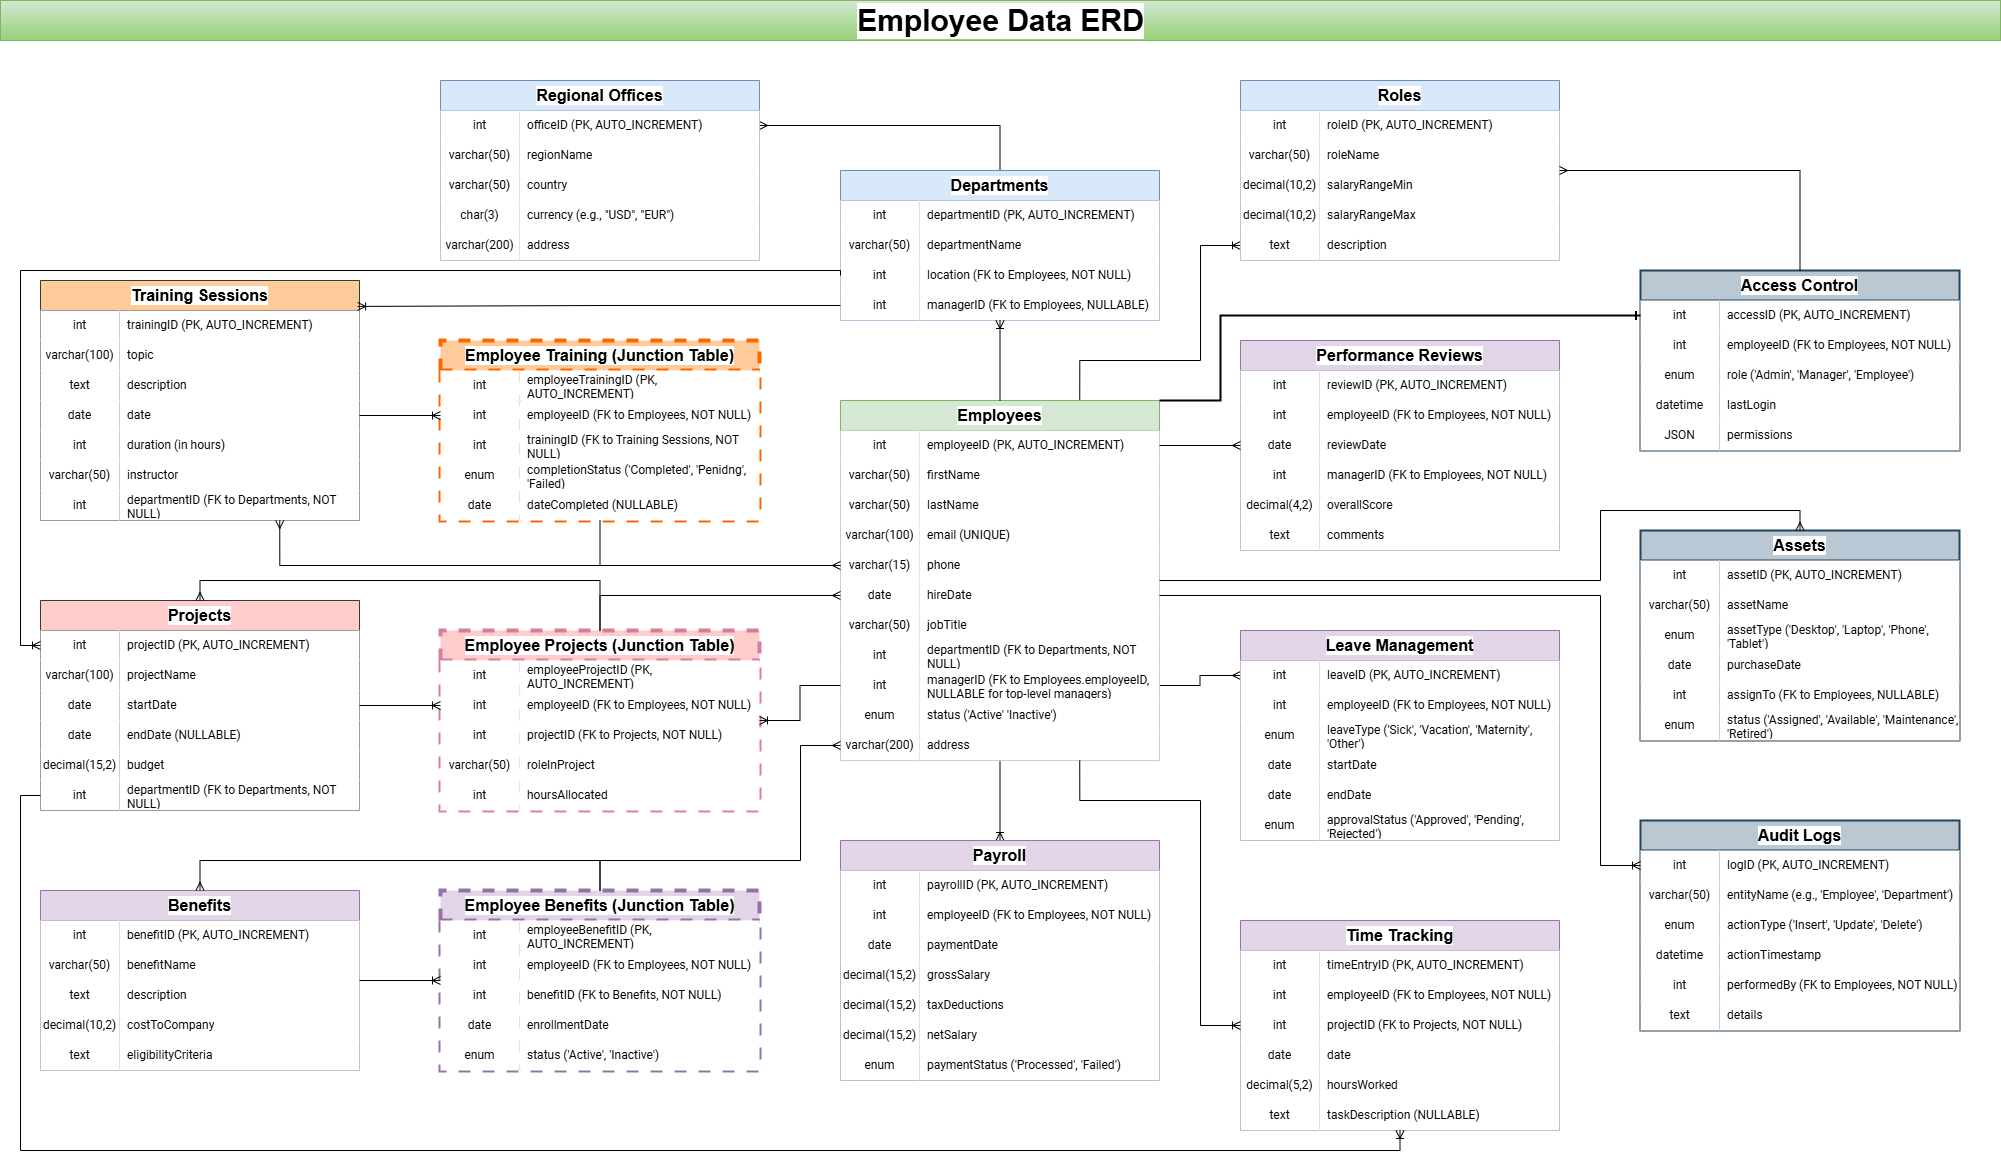 Employee Data ERD
Regional Offices
int officeID (PK, AUTO_INCREMENT)
varchar(50) regionName
varchar(50) country
char(3) currency (e.g., "USD", "EUR")
varchar(200) address
Roles
int roleID (PK, AUTO_INCREMENT)
varchar(50) roleName
decimal(10,2) salaryRangeMin
decimal(10,2) salaryRangeMax
text description
Departments
int departmentID (PK, AUTO_INCREMENT)
varchar(50) departmentName
int location (FK to Employees, NOT NULL)
int managerID (FK to Employees, NULLABLE)
Training Sessions
int trainingID (PK, AUTO_INCREMENT)
varchar(100) topic
text description
date date
int duration (in hours)
varchar(50) instructor
int departmentID (FK to Departments, NOT
NULL)
Employee Training (Junction Table)
int employeeTrainingID (PK,
AUTO_INCREMENT)
int employeeID (FK to Employees, NOT NULL)
int trainingID (FK to Training Sessions, NOT
NULL)
enum completionStatus ('Completed', 'Penidng',
'Failed)
date dateCompleted (NULLABLE)
Employees
int employeeID (PK, AUTO_INCREMENT)
varchar(50) firstName
varchar(50) lastName
varchar(100) email (UNIQUE)
varchar(15) phone
date hireDate
varchar(50) jobTitle
int departmentID (FK to Departments, NOT
NULL)
int managerID (FK to Employees.employeeID,
NULLABLE for top-level managers)
enum status ('Active' 'Inactive')
varchar(200) address
Performance Reviews
int reviewID (PK, AUTO_INCREMENT)
int employeeID (FK to Employees, NOT NULL)
date reviewDate
int managerID (FK to Employees, NOT NULL)
decimal(4,2) overallScore
text comments
Access Control
int accessID (PK, AUTO_INCREMENT)
int employeeID (FK to Employees, NOT NULL)
enum role ('Admin', 'Manager', 'Employee')
datetime lastLogin
JSON permissions
Assets
int assetID (PK, AUTO_INCREMENT)
varchar(50) assetName
enum assetType ('Desktop', 'Laptop', 'Phone',
'Tablet')
date purchaseDate
int assignTo (FK to Employees, NULLABLE)
enum status ('Assigned', 'Available', 'Maintenance',
'Retired')
Projects
int projectID (PK, AUTO_INCREMENT)
varchar(100) projectName
date startDate
date endDate (NULLABLE)
decimal(15,2) budget
int departmentID (FK to Departments, NOT
NULL)
Employee Projects (Junction Table)
int employeeProjectID (PK,
AUTO_INCREMENT)
int employeeID (FK to Employees, NOT NULL)
int projectID (FK to Projects, NOT NULL)
varchar(50) roleInProject
int hoursAllocated
Leave Management
int leaveID (PK, AUTO_INCREMENT)
int employeeID (FK to Employees, NOT NULL)
enum leaveType ('Sick', 'Vacation', 'Maternity',
'Other')
date startDate
date endDate
enum approvalStatus ('Approved', 'Pending',
'Rejected')
Audit Logs
int logID (PK, AUTO_INCREMENT)
varchar(50) entityName (e.g., 'Employee', 'Department')
enum actionType ('Insert', 'Update', 'Delete')
datetime actionTimestamp
int performedBy (FK to Employees, NOT NULL)
text details
Benefits
int benefitID (PK, AUTO_INCREMENT)
varchar(50) benefitName
text description
decimal(10,2) costToCompany
text eligibilityCriteria
Employee Benefits (Junction Table)
int employeeBenefitID (PK,
AUTO_INCREMENT)
int employeeID (FK to Employees, NOT NULL)
int benefitID (FK to Benefits, NOT NULL)
date enrollmentDate
enum status ('Active', 'Inactive')
Payroll
int payrollID (PK, AUTO_INCREMENT)
int employeeID (FK to Employees, NOT NULL)
date paymentDate
decimal(15,2) grossSalary
decimal(15,2) taxDeductions
decimal(15,2) netSalary
enum paymentStatus ('Processed', 'Failed')
Time Tracking
int timeEntryID (PK, AUTO_INCREMENT)
int employeeID (FK to Employees, NOT NULL)
int projectID (FK to Projects, NOT NULL)
date date
decimal(5,2) hoursWorked
text taskDescription (NULLABLE)